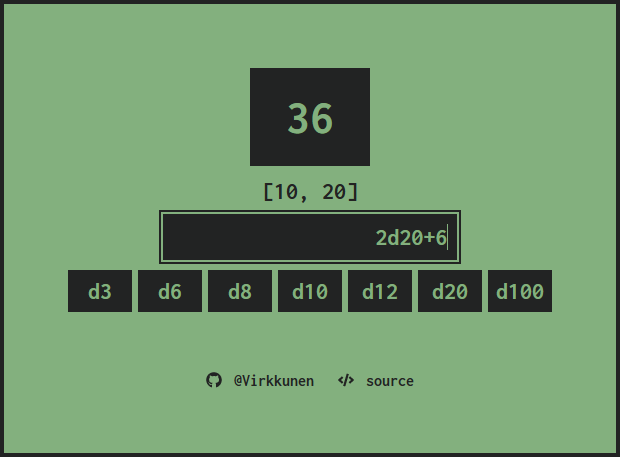 36
[10, 20]
2d20+6
d3 d6 d8 d10 d12 d20 d100
@Virkkunen source